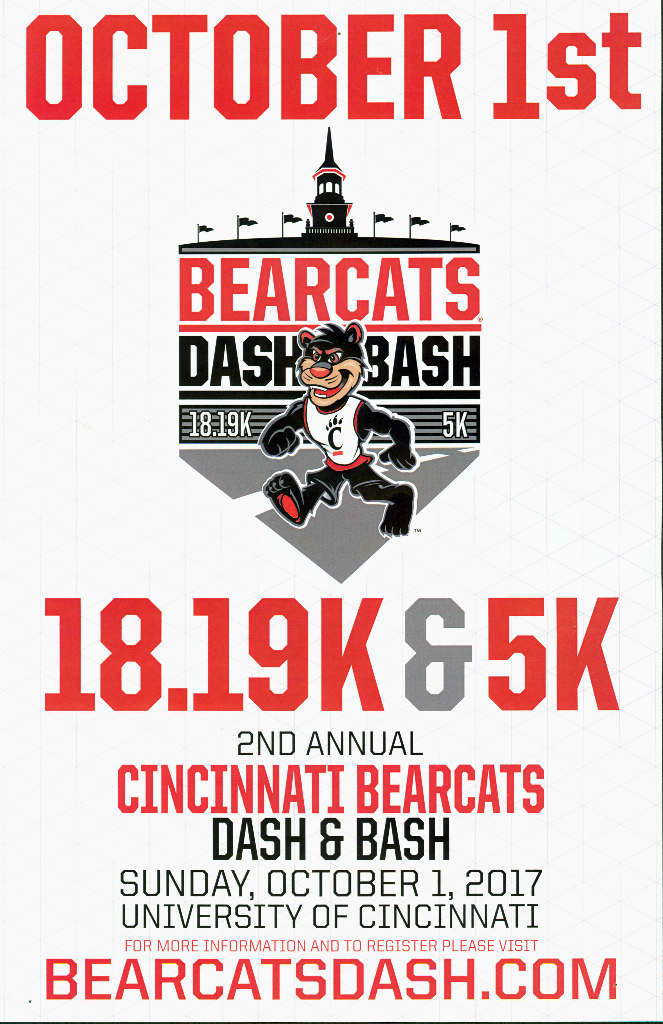 OCTOBER 1st
BEARCATS®
DASH BASH
18.19K 5K
C
™
18.19K & 5K
2ND ANNUAL
CINCINNATI BEARCATS
DASH & BASH
SUNDAY, OCTOBER 1, 2017
UNIVERSITY OF CINCINNATI
FOR MORE INFORMATION AND TO REGISTER PLEASE VISIT
BEARCATSDASH.COM